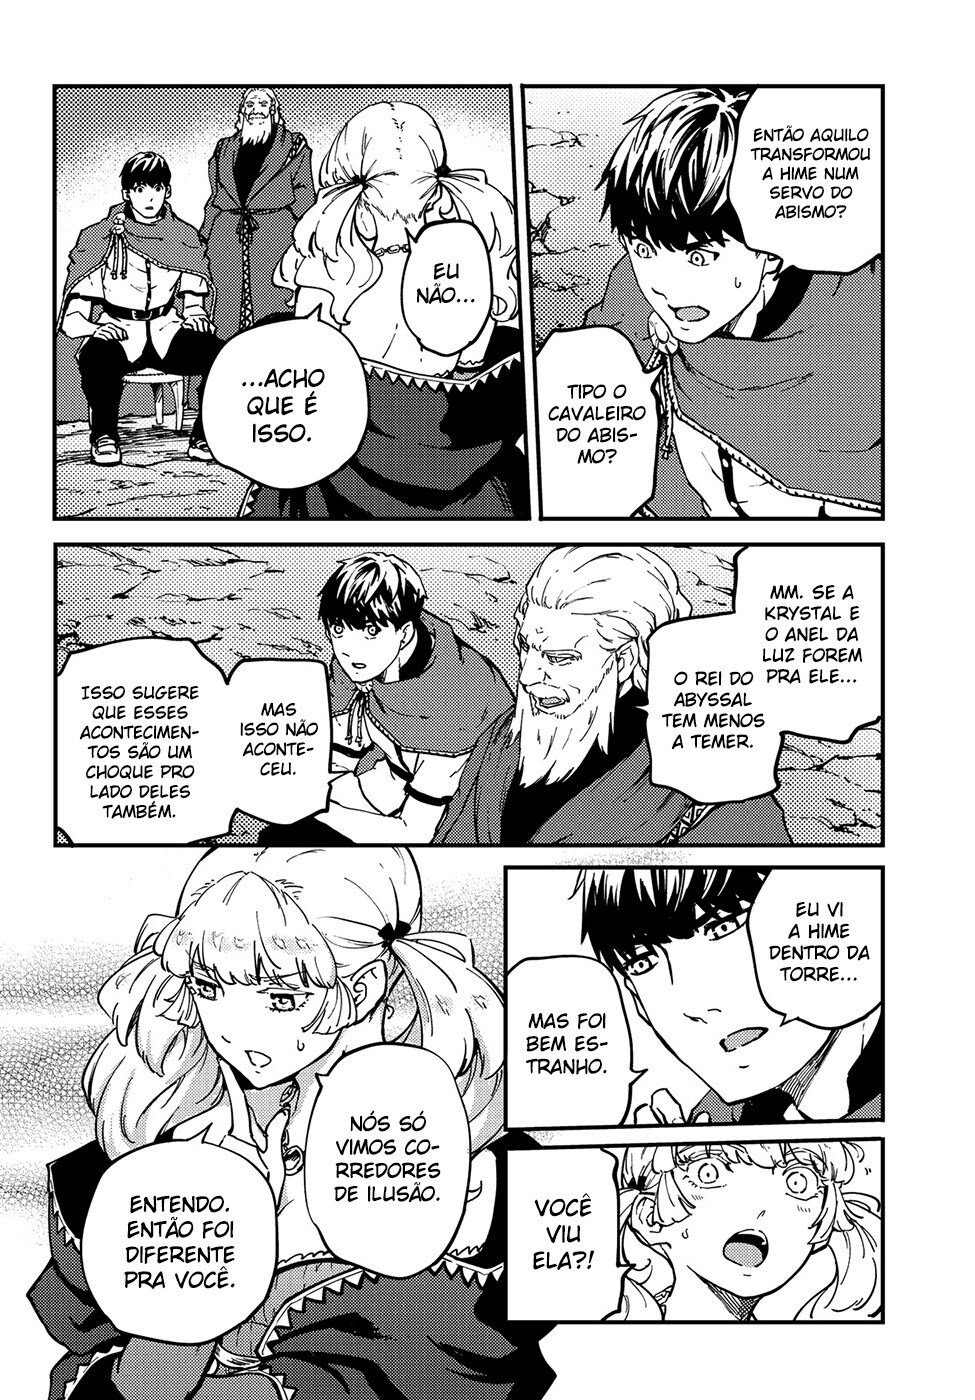 ENTÃO AQUILO
TRANSFORMOU
A HIME NUM
SERVO DO
ABISMO?
TIPO O
CAVALEIRO
DO ABIS-
MO?
EU
NÃO...
...ACHO
QUE É
ISSO.
MM. SE A
KRYSTAL E
O ANEL DA
LUZ FOREM
PRA ELE...
O REI DO
ABYSSAL
TEM MENOS
A TEMER.
MAS
ISSO NÃO
ACONTE-
CEU.
ISSO SUGERE
QUE ESSES
ACONTECIMEN-
TOS SÃO UM
CHOQUE PRO
LADO DELES
TAMBÉM.
EU VI
A HIME
DENTRO DA
TORRE...
MAS FOI
BEM ES-
TRANHO.
VOCÊ
VIU
ELA?!
NÓS SÓ
VIMOS CO-
RREDORES
DE ILUSÃO.
ENTENDO.
ENTÃO FOI
DIFERENTE
PRA VOCÊ.